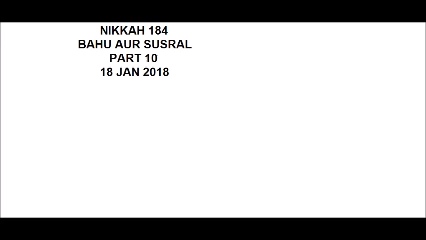 NIKKAH 184
BAHU AUR SUSRAL
PART 10
18 JAN 2018